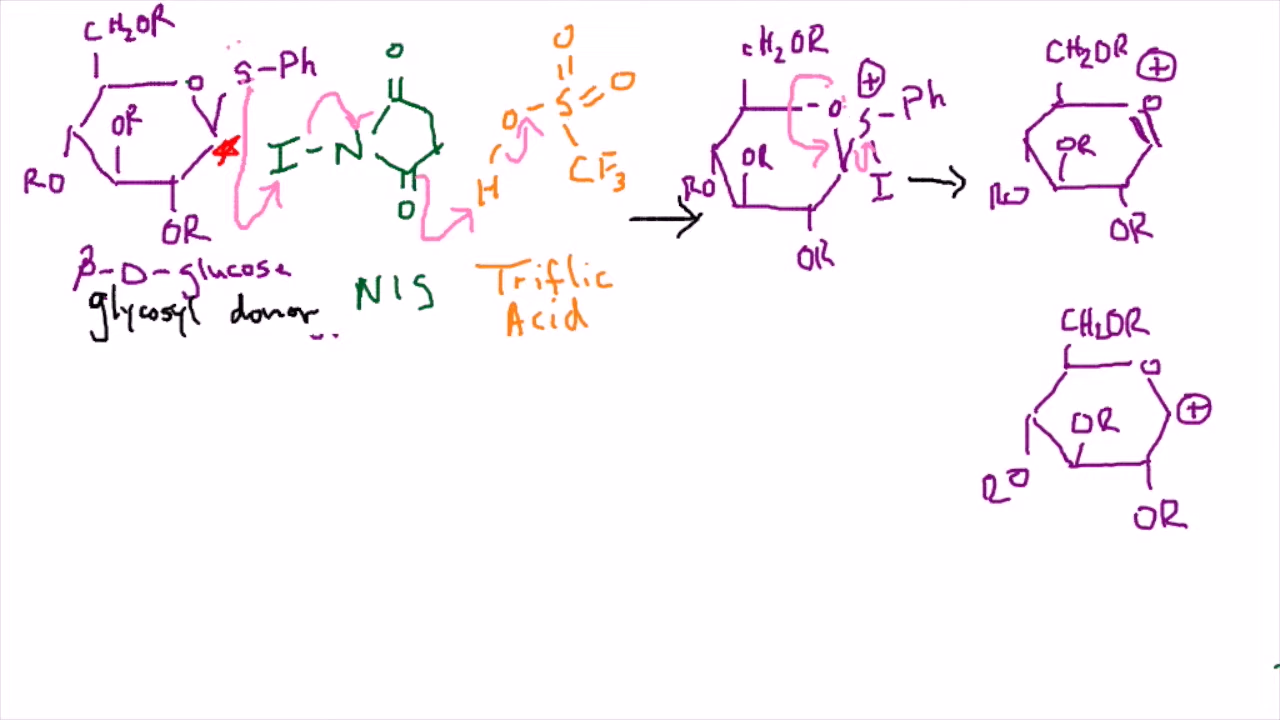 CH₂OR
O
S-Ph
OR
RO
OR
β-D-glucose
glycosyl donor
O
I-N
O
NIS
O
O
S
O
H
CF₃
Triflic
Acid
CH₂OR
O
+
S-Ph
OR
I
RO
OR
CH₂OR
+
O
OR
RO
OR
CH₂OR
O
+
OR
RO
OR